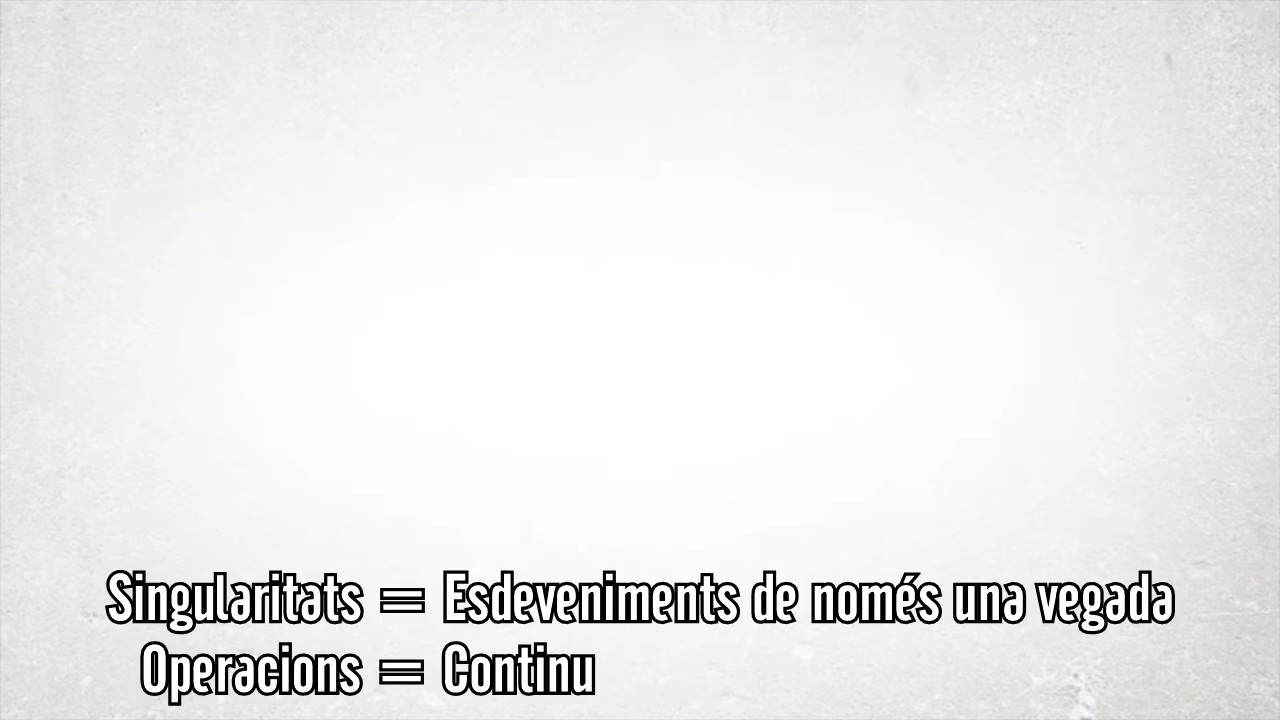 Singularitats = Esdeveniments de només una vegada
Operacions = Continu